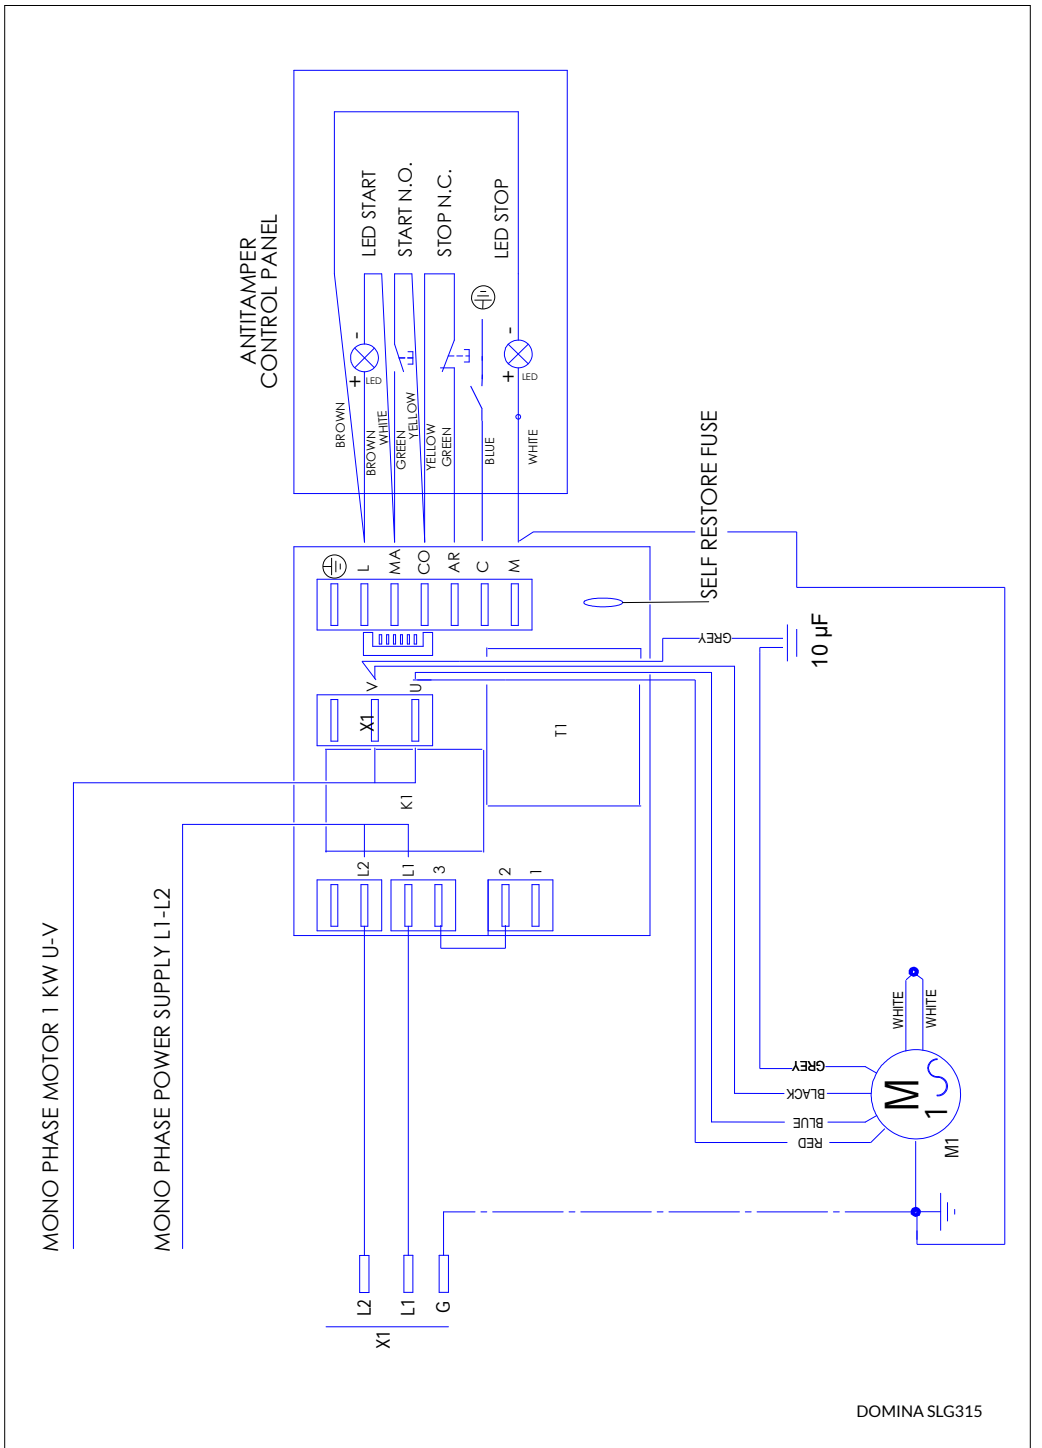 ANTITAMPER
CONTROL PANEL
LED START
START N.O.
STOP N.C.
LED STOP
+
-
LED
+
-
LED
BROWN
BROWN
WHITE
GREEN
YELLOW
YELLOW
GREEN
BLUE
WHITE
SELF RESTORE FUSE
L
MA
CO
AR
C
M
GREY
10 µF
V
U
X1
T1
K1
L2
L1
3
2
1
MONO PHASE MOTOR 1 KW U-V
MONO PHASE POWER SUPPLY L1-L2
WHITE
WHITE
GREY
BLACK
BLUE
RED
M
1
M1
L2
L1
G
X1
DOMINA SLG315